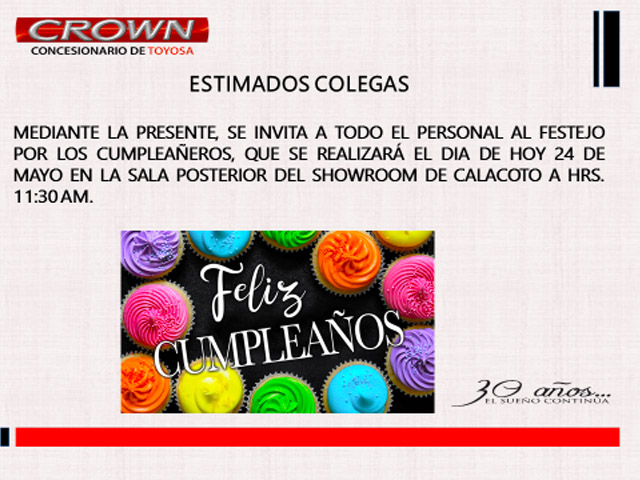 CROWN
CONCESIONARIO DE TOYOSA
ESTIMADOS COLEGAS
MEDIANTE LA PRESENTE, SE INVITA A TODO EL PERSONAL AL FESTEJO
POR LOS CUMPLEAÑEROS, QUE SE REALIZARÁ EL DIA DE HOY 24 DE
MAYO EN LA SALA POSTERIOR DEL SHOWROOM DE CALACOTO A HRS.
11:30 AM.
Feliz
CUMPLEAÑOS
30 años...
EL SUEÑO CONTINÚA